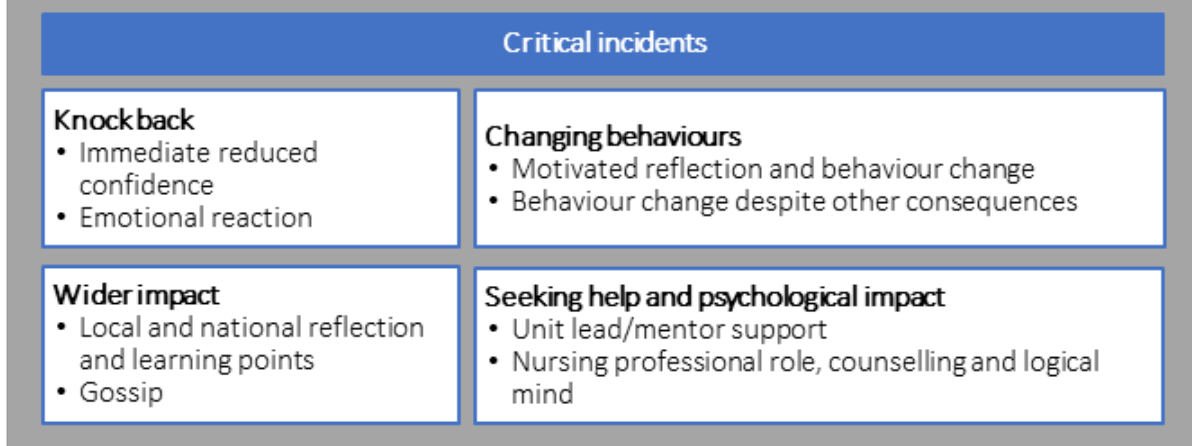 Critical incidents
Knock back
• Immediate reduced
confidence
• Emotional reaction
Changing behaviours
• Motivated reflection and behaviour change
• Behaviour change despite other consequences
Wider impact
• Local and national reflection
and learning points
• Gossip
Seeking help and psychological impact
• Unit lead/mentor support
• Nursing professional role, counselling and logical
mind